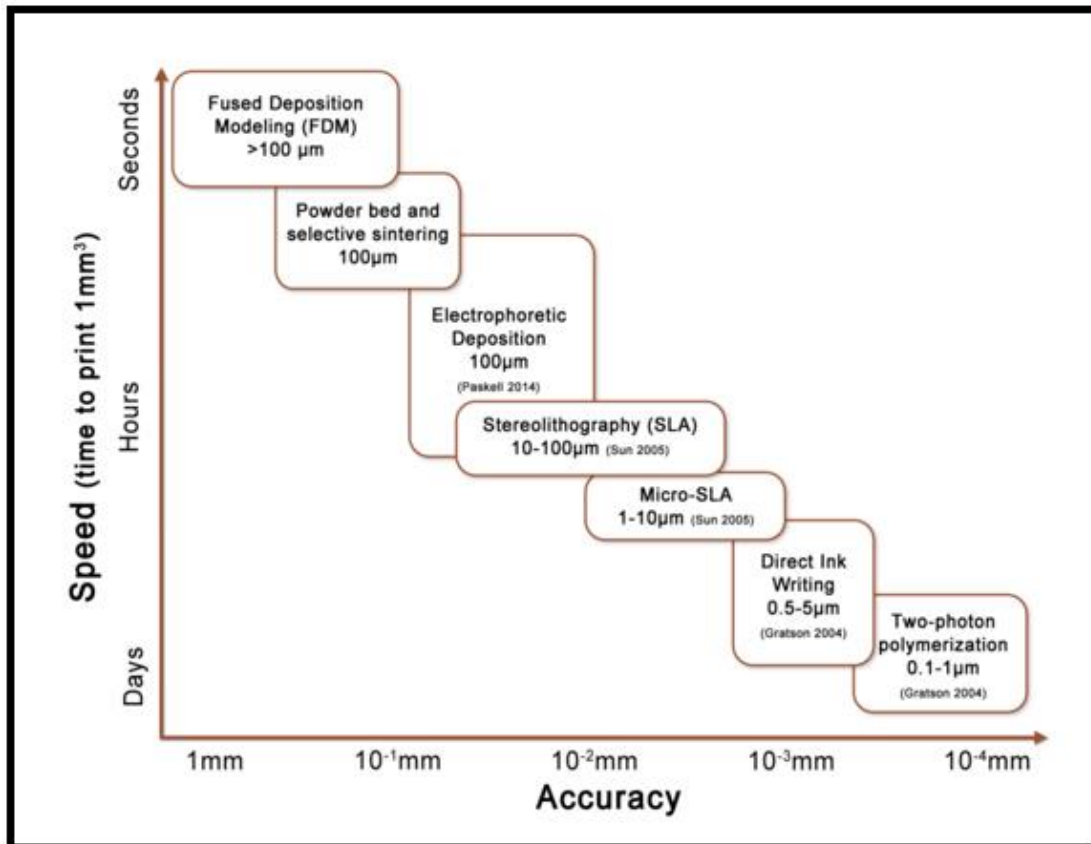 Fused Deposition
Modeling (FDM)
>100 µm
Powder bed and
selective sintering
100µm
Electrophoretic
Deposition
100µm
(Paskell 2014)
Stereolithography (SLA)
10-100µm (Sun 2005)
Micro-SLA
1-10µm (Sun 2005)
Direct Ink
Writing
0.5-5µm
(Gratson 2004)
Two-photon
polymerization
0.1-1µm
(Gratson 2004)
Speed (time to print 1mm³)
Seconds
Hours
Days
1mm
10⁻¹mm
10⁻²mm
10⁻³mm
10⁻⁴mm
Accuracy